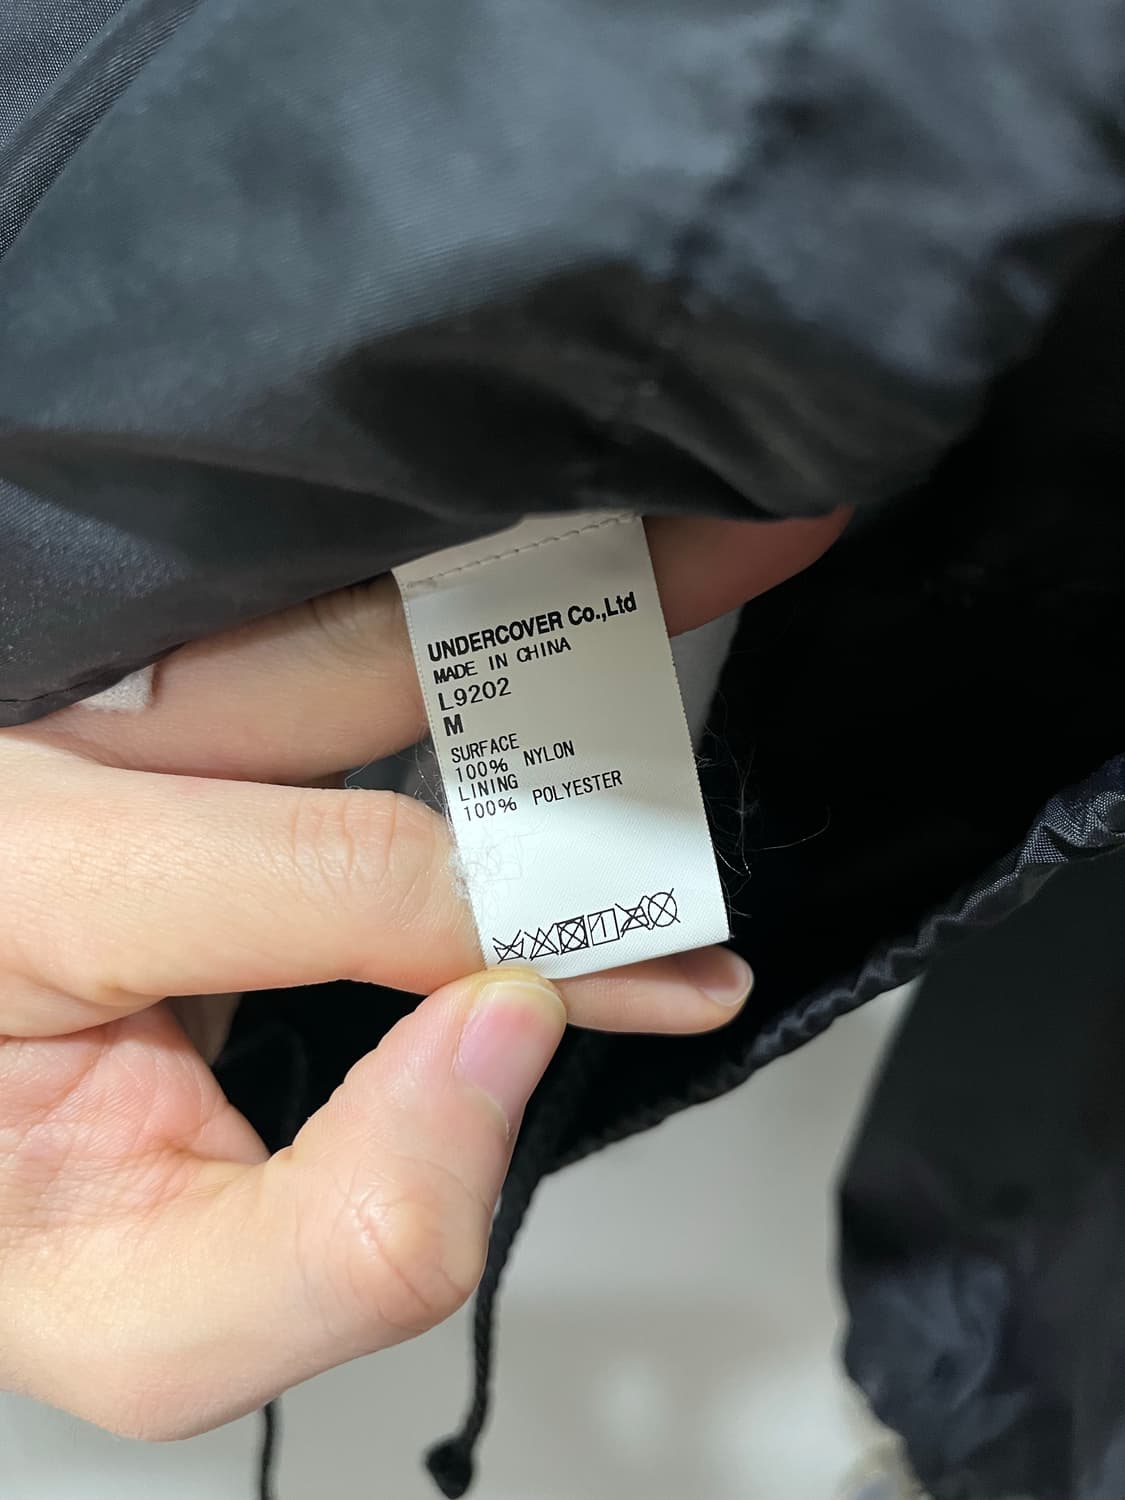 UNDERCOVER Co.,Ltd
MADE IN CHINA
L9202
M
SURFACE
100% NYLON
LINING
100% POLYESTER